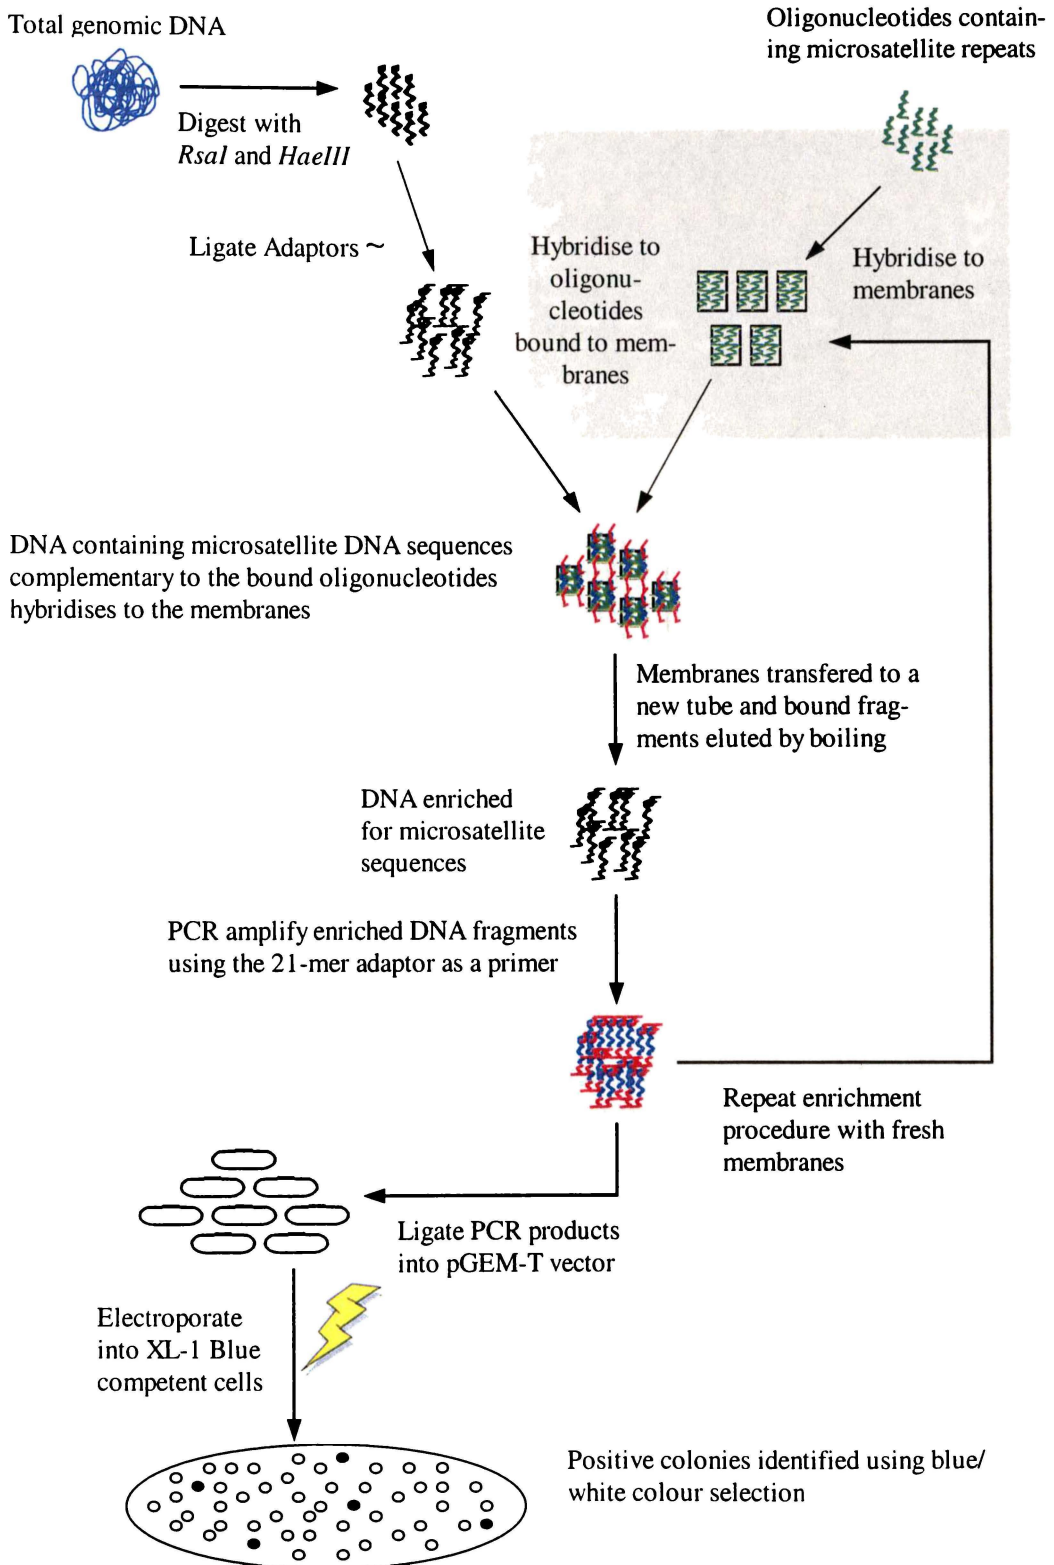 Total genomic DNA
Oligonucleotides contain-
ing microsatellite repeats
Digest with
RsaI and HaeIII
Ligate Adaptors ~
Hybridise to
oligonu-
cleotides
bound to mem-
branes
Hybridise to
membranes
DNA containing microsatellite DNA sequences
complementary to the bound oligonucleotides
hybridises to the membranes
Membranes transfered to a
new tube and bound frag-
ments eluted by boiling
DNA enriched
for microsatellite
sequences
PCR amplify enriched DNA fragments
using the 21-mer adaptor as a primer
Repeat enrichment
procedure with fresh
membranes
Ligate PCR products
into pGEM-T vector
Electroporate
into XL-1 Blue
competent cells
Positive colonies identified using blue/
white colour selection